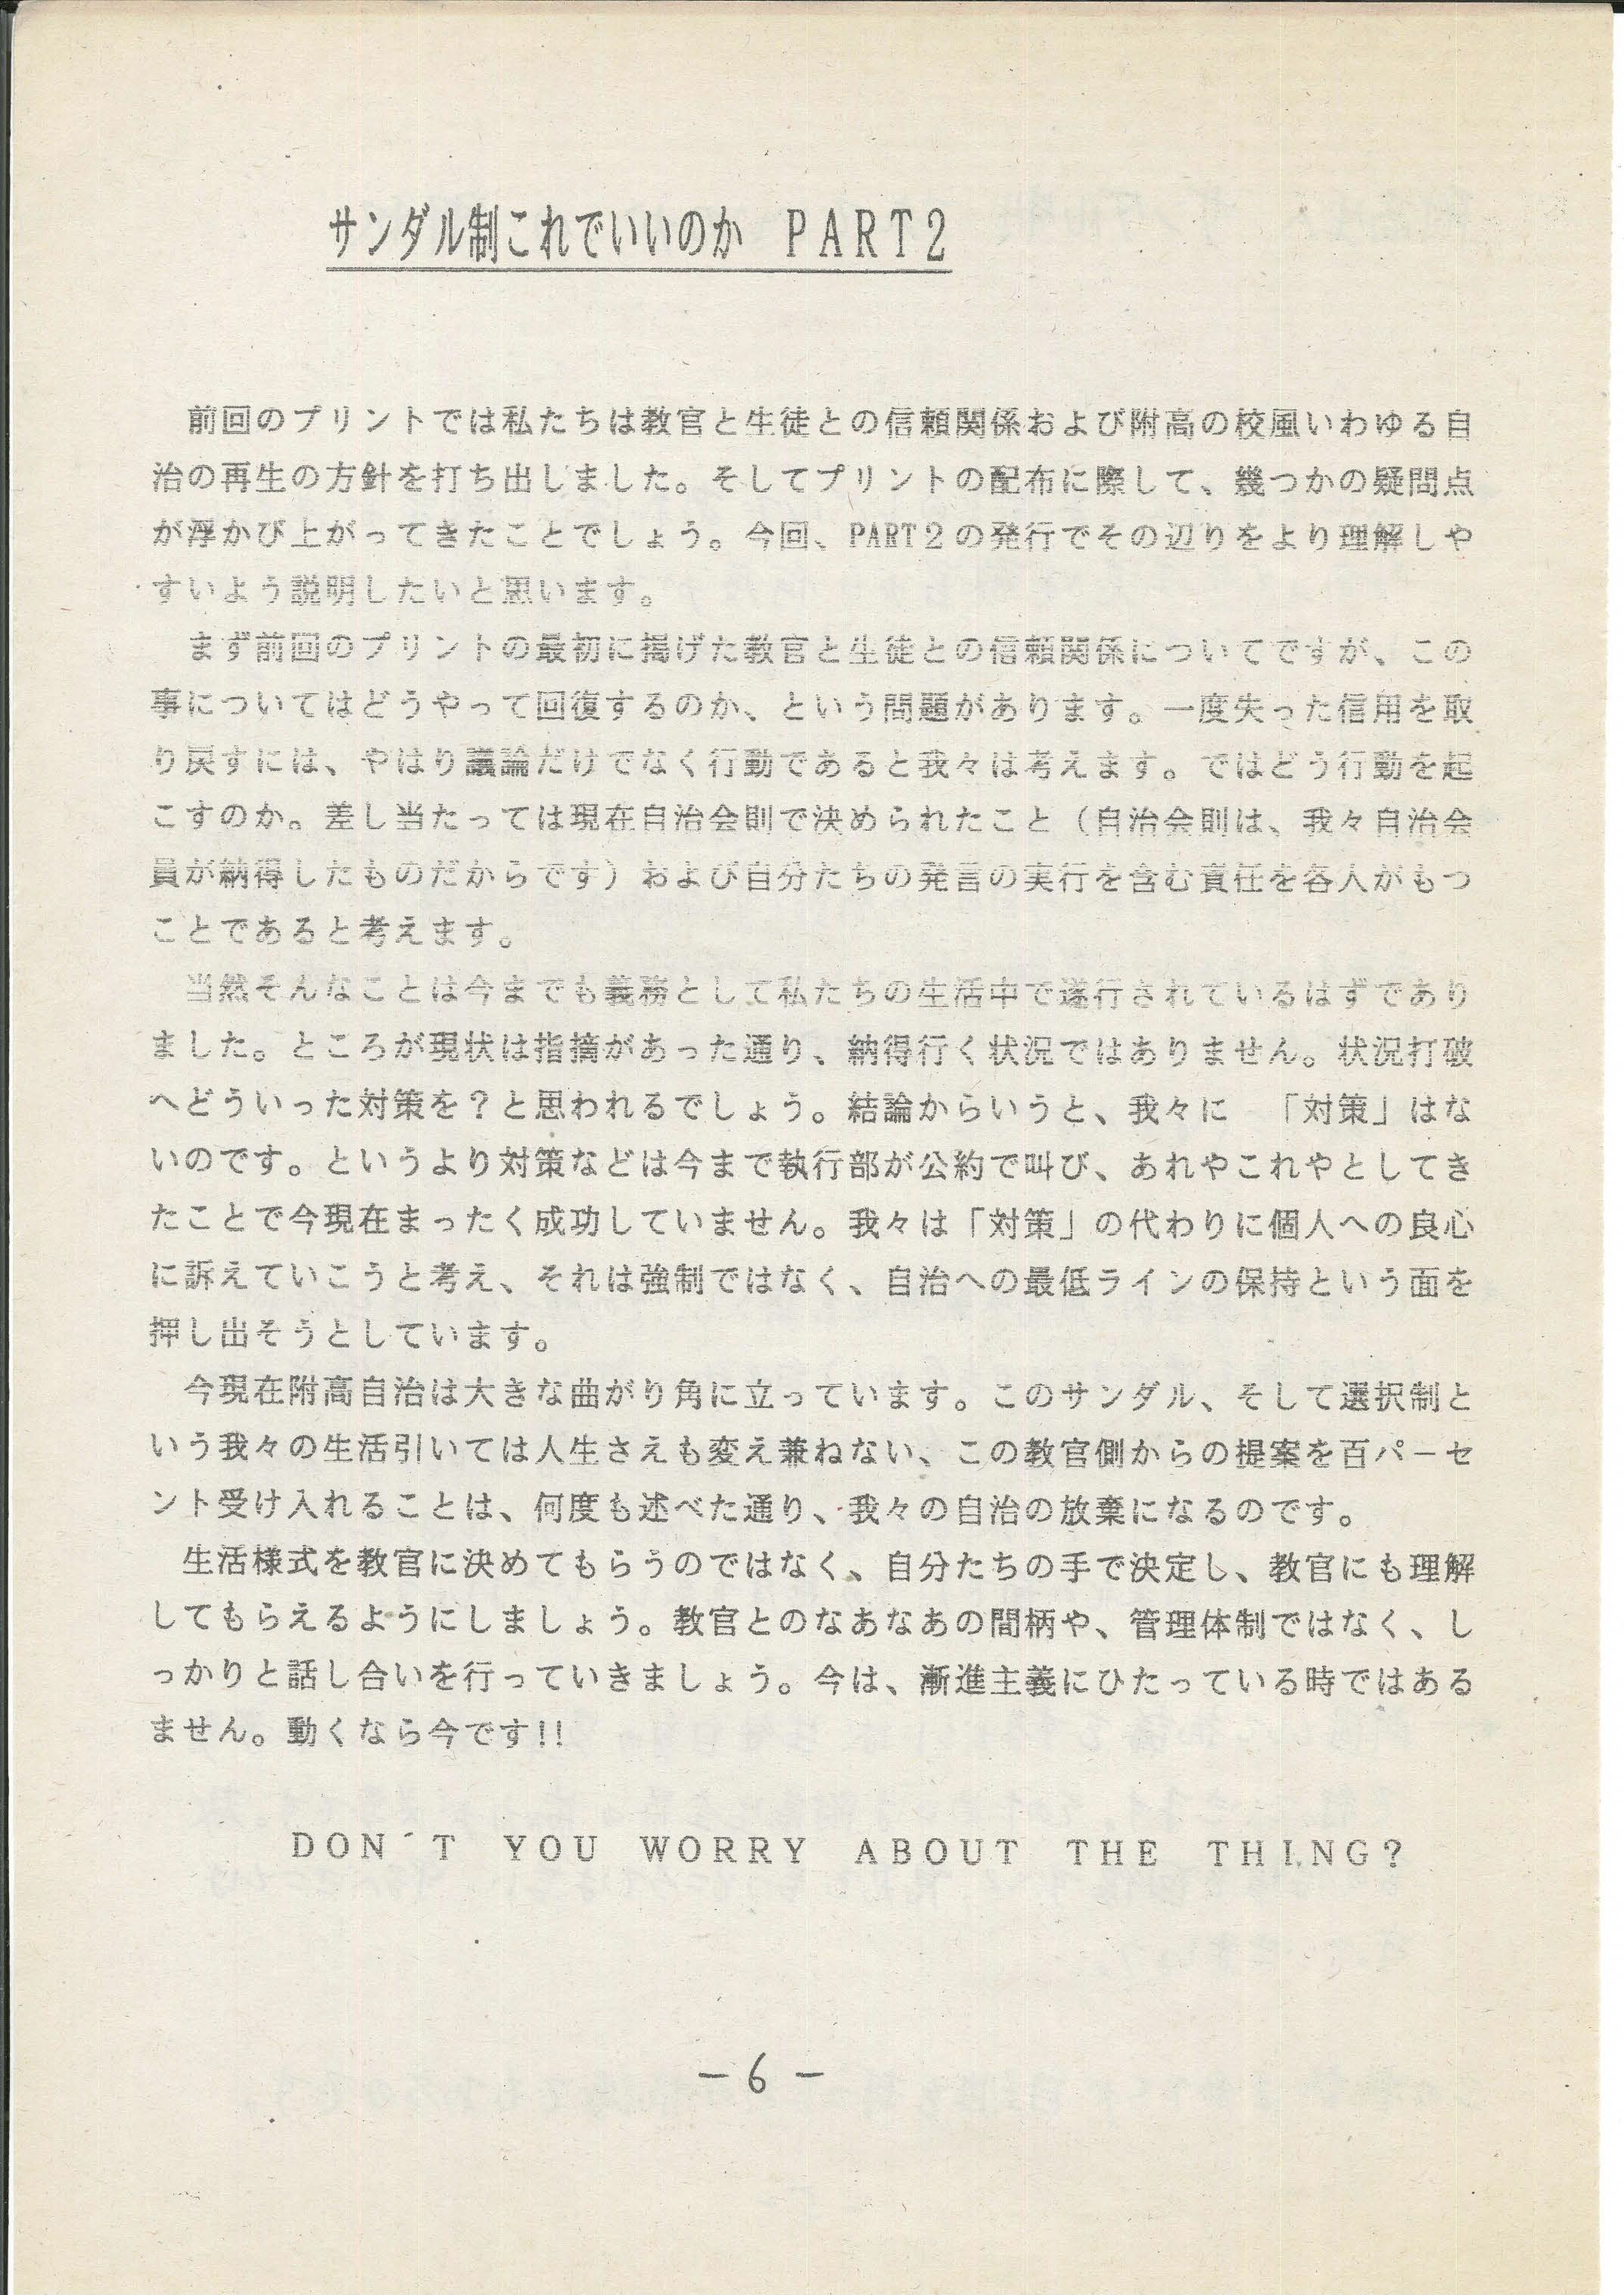 サンダル制これでいいのか　PART2
　前回のプリントでは私たちは教官と生徒との信頼関係および附高の校風いわゆる自
治の再生の方針を打ち出しました。そしてプリントの配布に際して、幾つかの疑問点
が浮かび上がってきたことでしょう。今回、PART2の発行でその辺りをより理解しや
すいよう説明したいと思います。
　まず前回のプリントの最初に掲げた教官と生徒との信頼関係についてですが、この
事についてはどうやって回復するのか、という問題があります。一度失った信用を取
り戻すには、やはり議論だけでなく行動であると我々は考えます。ではどう行動を起
こすのか。差し当たっては現在自治会則で決められたこと（自治会則は、我々自治会
員が納得したものだからです）および自分たちの発言の実行を含む責任を各人がもつ
ことであると考えます。
　当然そんなことは今までも義務として私たちの生活中で遂行されているはずであり
ました。ところが現状は指摘があった通り、納得行く状況ではありません。状況打破
へどういった対策を？と思われるでしょう。結論からいうと、我々に　「対策」はな
いのです。というより対策などは今まで執行部が公約で叫び、あれやこれやとしてき
たことで今現在まったく成功していません。我々は「対策」の代わりに個人への良心
に訴えていこうと考え、それは強制ではなく、自治への最低ラインの保持という面を
押し出そうとしています。
　今現在附高自治は大きな曲がり角に立っています。このサンダル、そして選択制と
いう我々の生活引いては人生さえも変え兼ねない、この教官側からの提案を百パーセ
ント受け入れることは、何度も述べた通り、我々の自治の放棄になるのです。
　生活様式を教官に決めてもらうのではなく、自分たちの手で決定し、教官にも理解
してもらえるようにしましょう。教官とのなあなあの間柄や、管理体制ではなく、し
っかりと話し合いを行っていきましょう。今は、漸進主義にひたっている時ではある
ません。動くなら今です!!
DON´T YOU WORRY ABOUT THE THING?
－6－